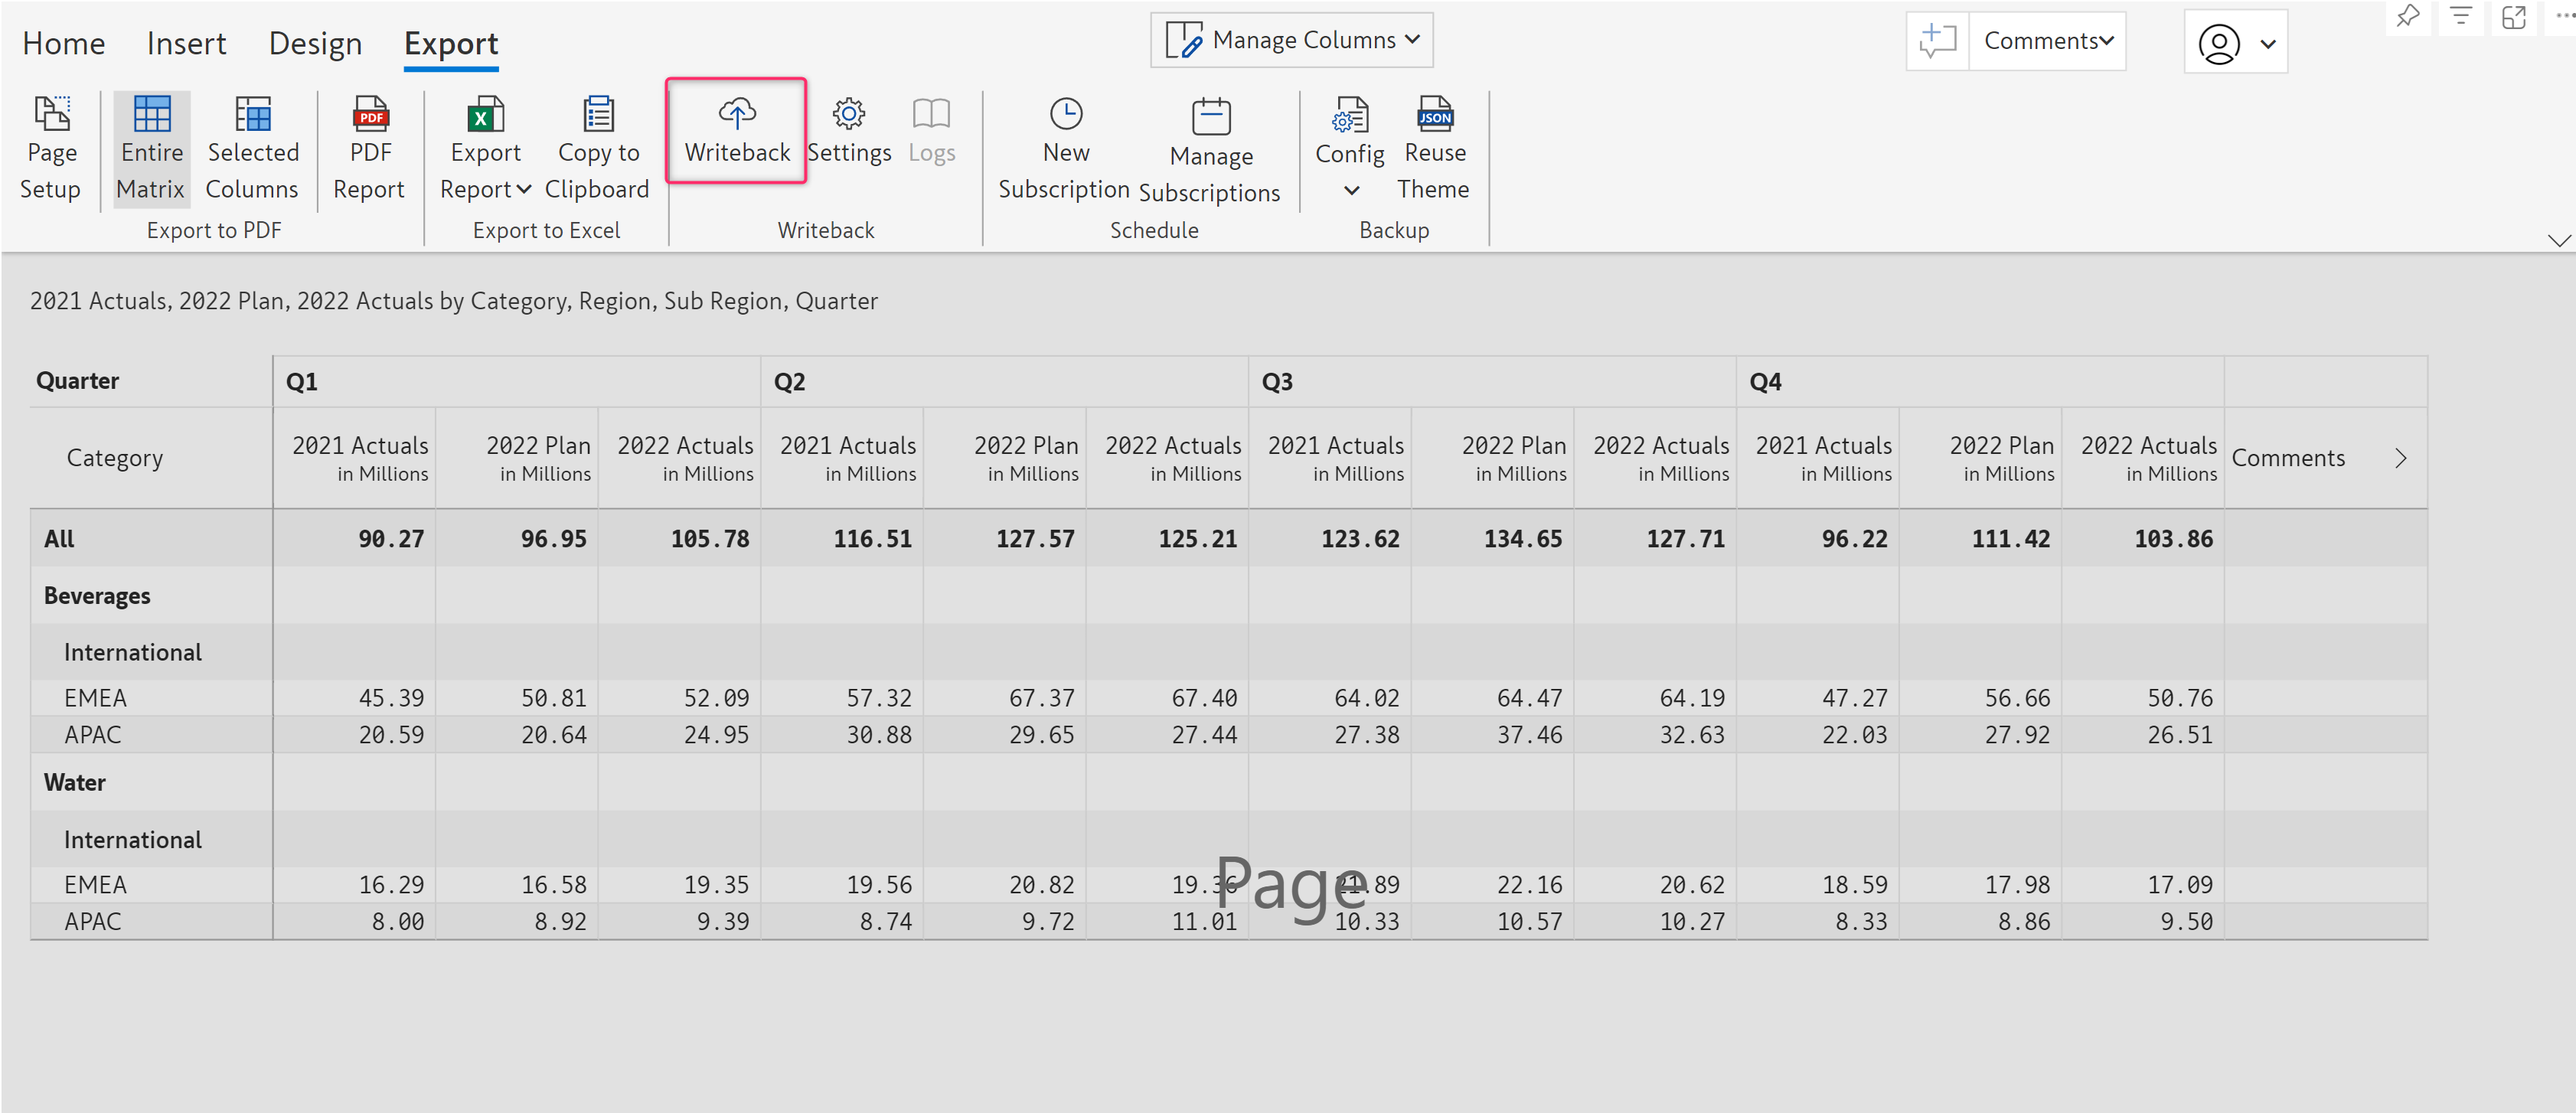 Home Insert Design Export Manage Columns Comments
Page Setup Entire Matrix Selected Columns PDF Report Export Report Copy to Clipboard Writeback Settings Logs New Subscription Manage Subscriptions Config Reuse Theme
PDF X JSON
Export to PDF Export to Excel Writeback Schedule Backup
2021 Actuals, 2022 Plan, 2022 Actuals by Category, Region, Sub Region, Quarter
Quarter Q1 Q2 Q3 Q4
Category 2021 Actuals 2022 Plan 2022 Actuals 2021 Actuals 2022 Plan 2022 Actuals 2021 Actuals 2022 Plan 2022 Actuals 2021 Actuals 2022 Plan 2022 Actuals Comments
in Millions in Millions in Millions in Millions in Millions in Millions in Millions in Millions in Millions in Millions in Millions in Millions
All 90.27 96.95 105.78 116.51 127.57 125.21 123.62 134.65 127.71 96.22 111.42 103.86
Beverages
International
EMEA 45.39 50.81 52.09 57.32 67.37 67.40 64.02 64.47 64.19 47.27 56.66 50.76
APAC 20.59 20.64 24.95 30.88 29.65 27.44 27.38 37.46 32.63 22.03 27.92 26.51
Water
International
EMEA 16.29 16.58 19.35 19.56 20.82 22.16 20.62 18.59 17.98 17.09
Page
APAC 8.00 8.92 9.39 8.74 9.72 11.01 10.33 10.57 10.27 8.33 8.86 9.50